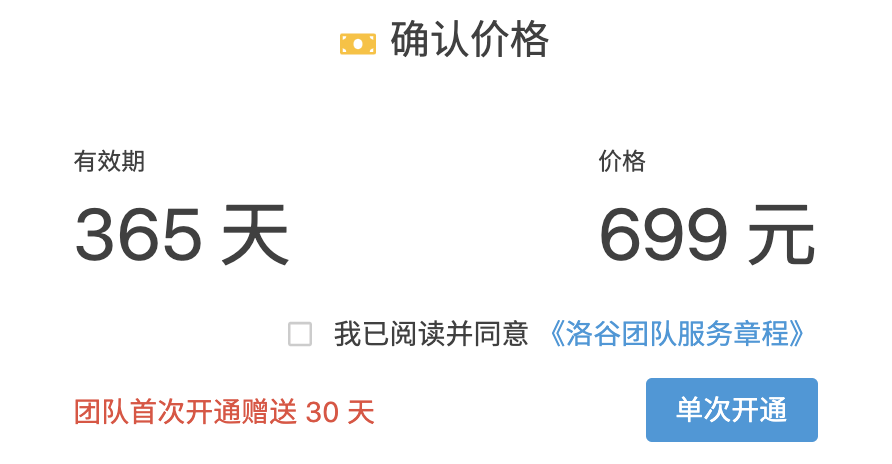 确认价格
有效期
价格
365 天
699 元
我已阅读并同意 《洛谷团队服务章程》
团队首次开通赠送 30 天
单次开通